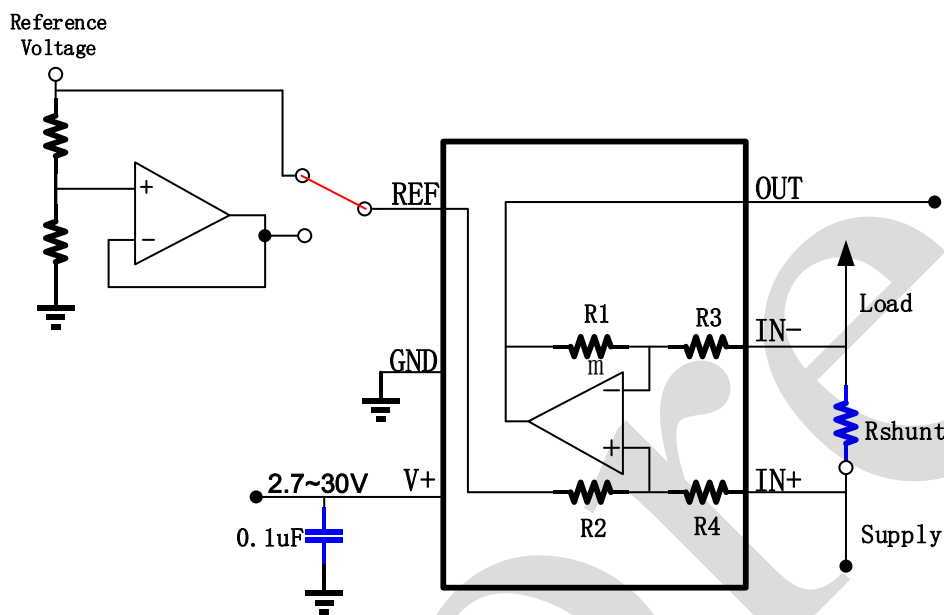 Reference
Voltage
+
−
REF
OUT
R1
R3
IN-
Load
m
GND
−
+
Rshunt
2.7~30V
V+
IN+
R2
R4
0.1uF
Supply